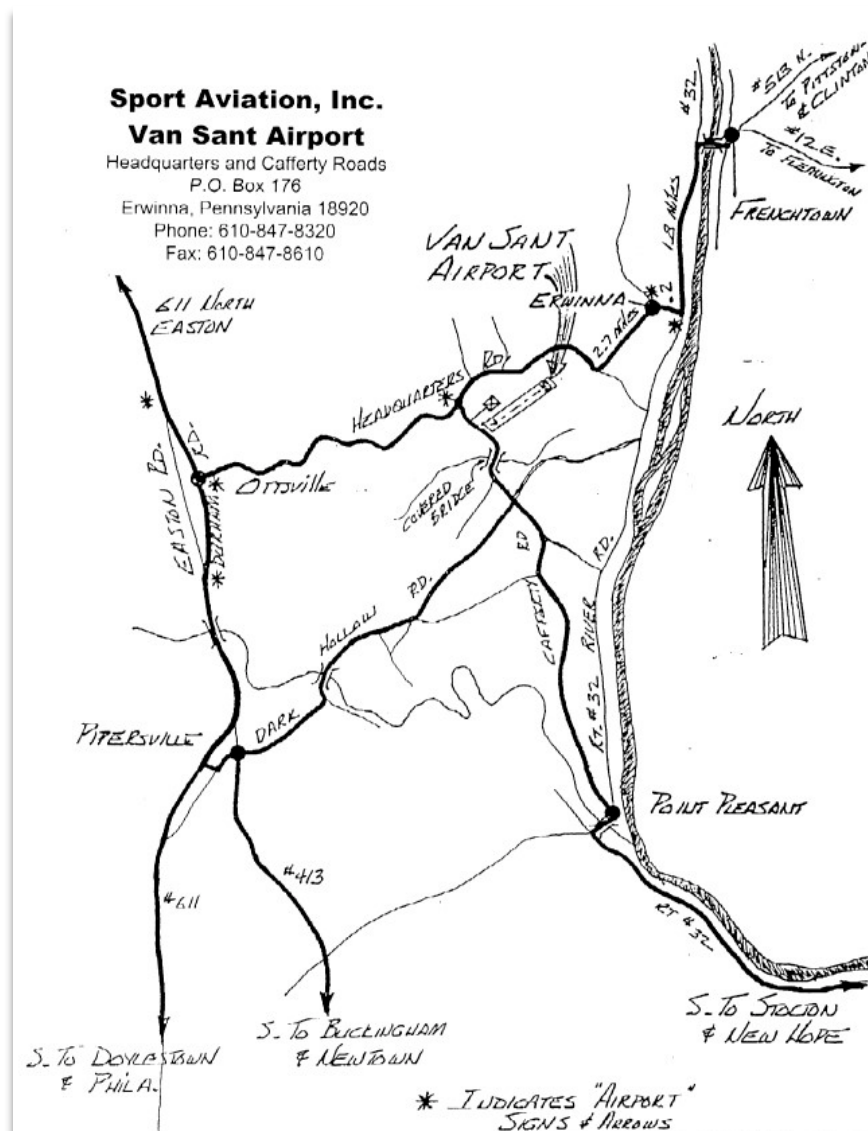 Sport Aviation, Inc.
Van Sant Airport
Headquarters and Cafferty Roads
P.O. Box 176
Erwinna, Pennsylvania 18920
Phone: 610-847-8320
Fax: 610-847-8610
#32
#513 N.
TO PITTSTON-
& CLINTON
#12 E.
TO FLEMINGTON
FRENCHTOWN
1.8 MILES
VAN SANT
AIRPORT
ERWINNA
.2
2.7 MILES
611 NORTH
EASTON
HEADQUARTERS RD.
NORTH
EASTON RD.
DURHAM RD.
OTTSVILLE
COVERED
BRIDGE
CAFFERTY RD
RT. #32 RIVER RD.
DARK HOLLOW RD.
PIPERSVILLE
POINT PLEASANT
#611
#413
RT #32
S. TO DOYLESTOWN
& PHILA.
S. TO BUCKINGHAM
& NEWTOWN
S. TO STOCTON
& NEW HOPE
* INDICATES "AIRPORT"
SIGNS & ARROWS